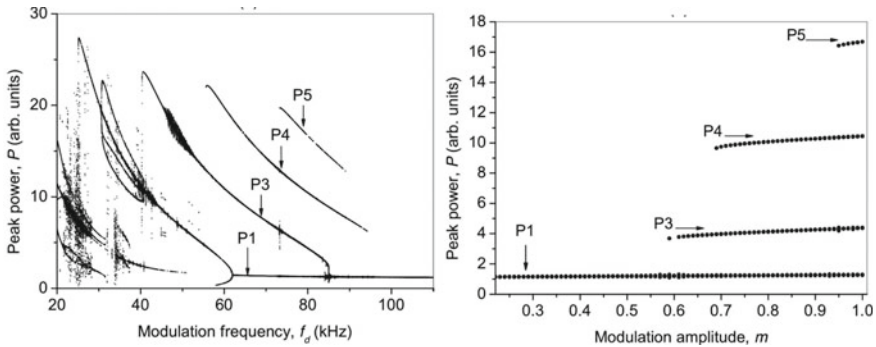 30
20
10
0
Peak power, P (arb. units)
P5
P4
P3
P1
20 40 60 80 100
Modulation frequency, f_d (kHz)
18
16
14
12
10
8
6
4
2
0
Peak power, P (arb. units)
P5
P4
P3
P1
0.3 0.4 0.5 0.6 0.7 0.8 0.9 1.0
Modulation amplitude, m